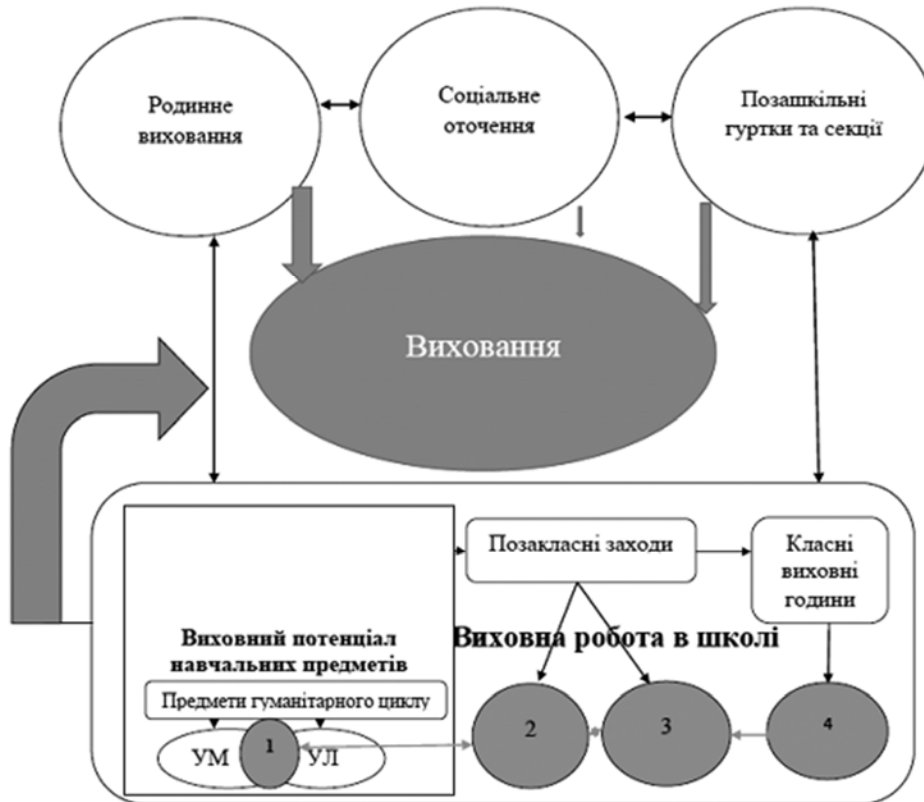 Родинне
виховання
Соціальне
оточення
Позашкільні
гуртки та секції
Виховання
Позакласні заходи
Класні
виховні
години
Виховний потенціал
навчальних предметів
Виховна робота в школі
Предмети гуманітарного циклу
УМ
1
УЛ
2
3
4